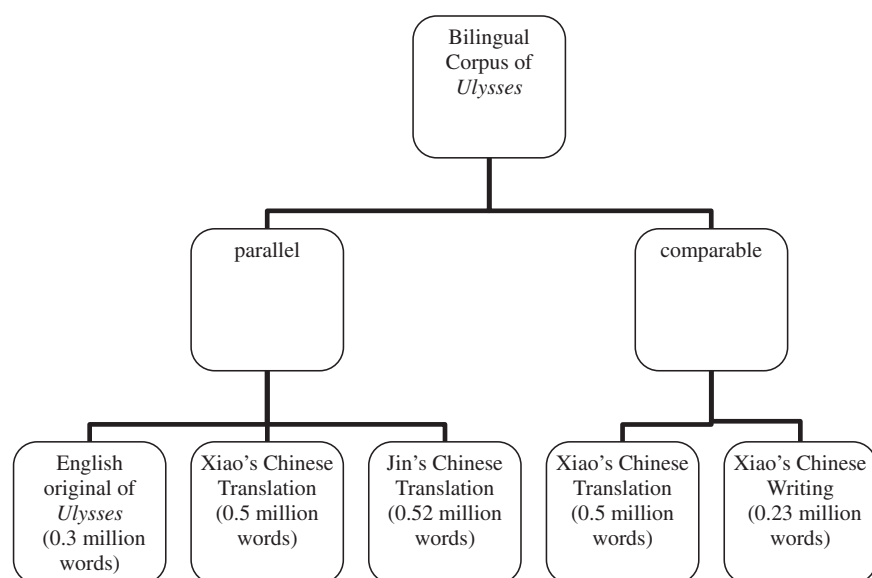 Bilingual
Corpus of
Ulysses
parallel
comparable
English
original of
Ulysses
(0.3 million
words)
Xiao’s Chinese
Translation
(0.5 million
words)
Jin’s Chinese
Translation
(0.52 million
words)
Xiao’s Chinese
Translation
(0.5 million
words)
Xiao’s Chinese
Writing
(0.23 million
words)